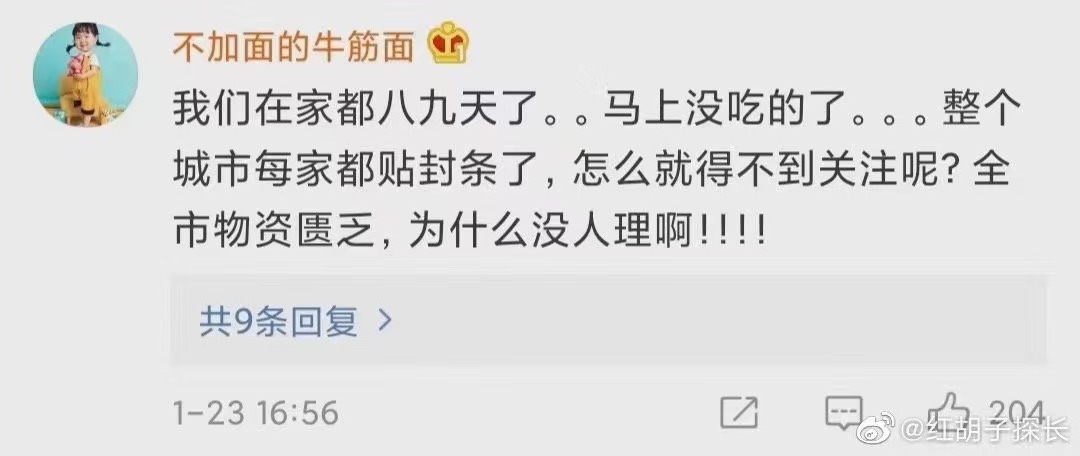 不加面的牛筋面
我们在家都八九天了。。马上没吃的了。。。整个
城市每家都贴封条了，怎么就得不到关注呢？全
市物资匮乏，为什么没人理啊！！！！
共9条回复 >
1-23 16:56
204
@红胡子探长